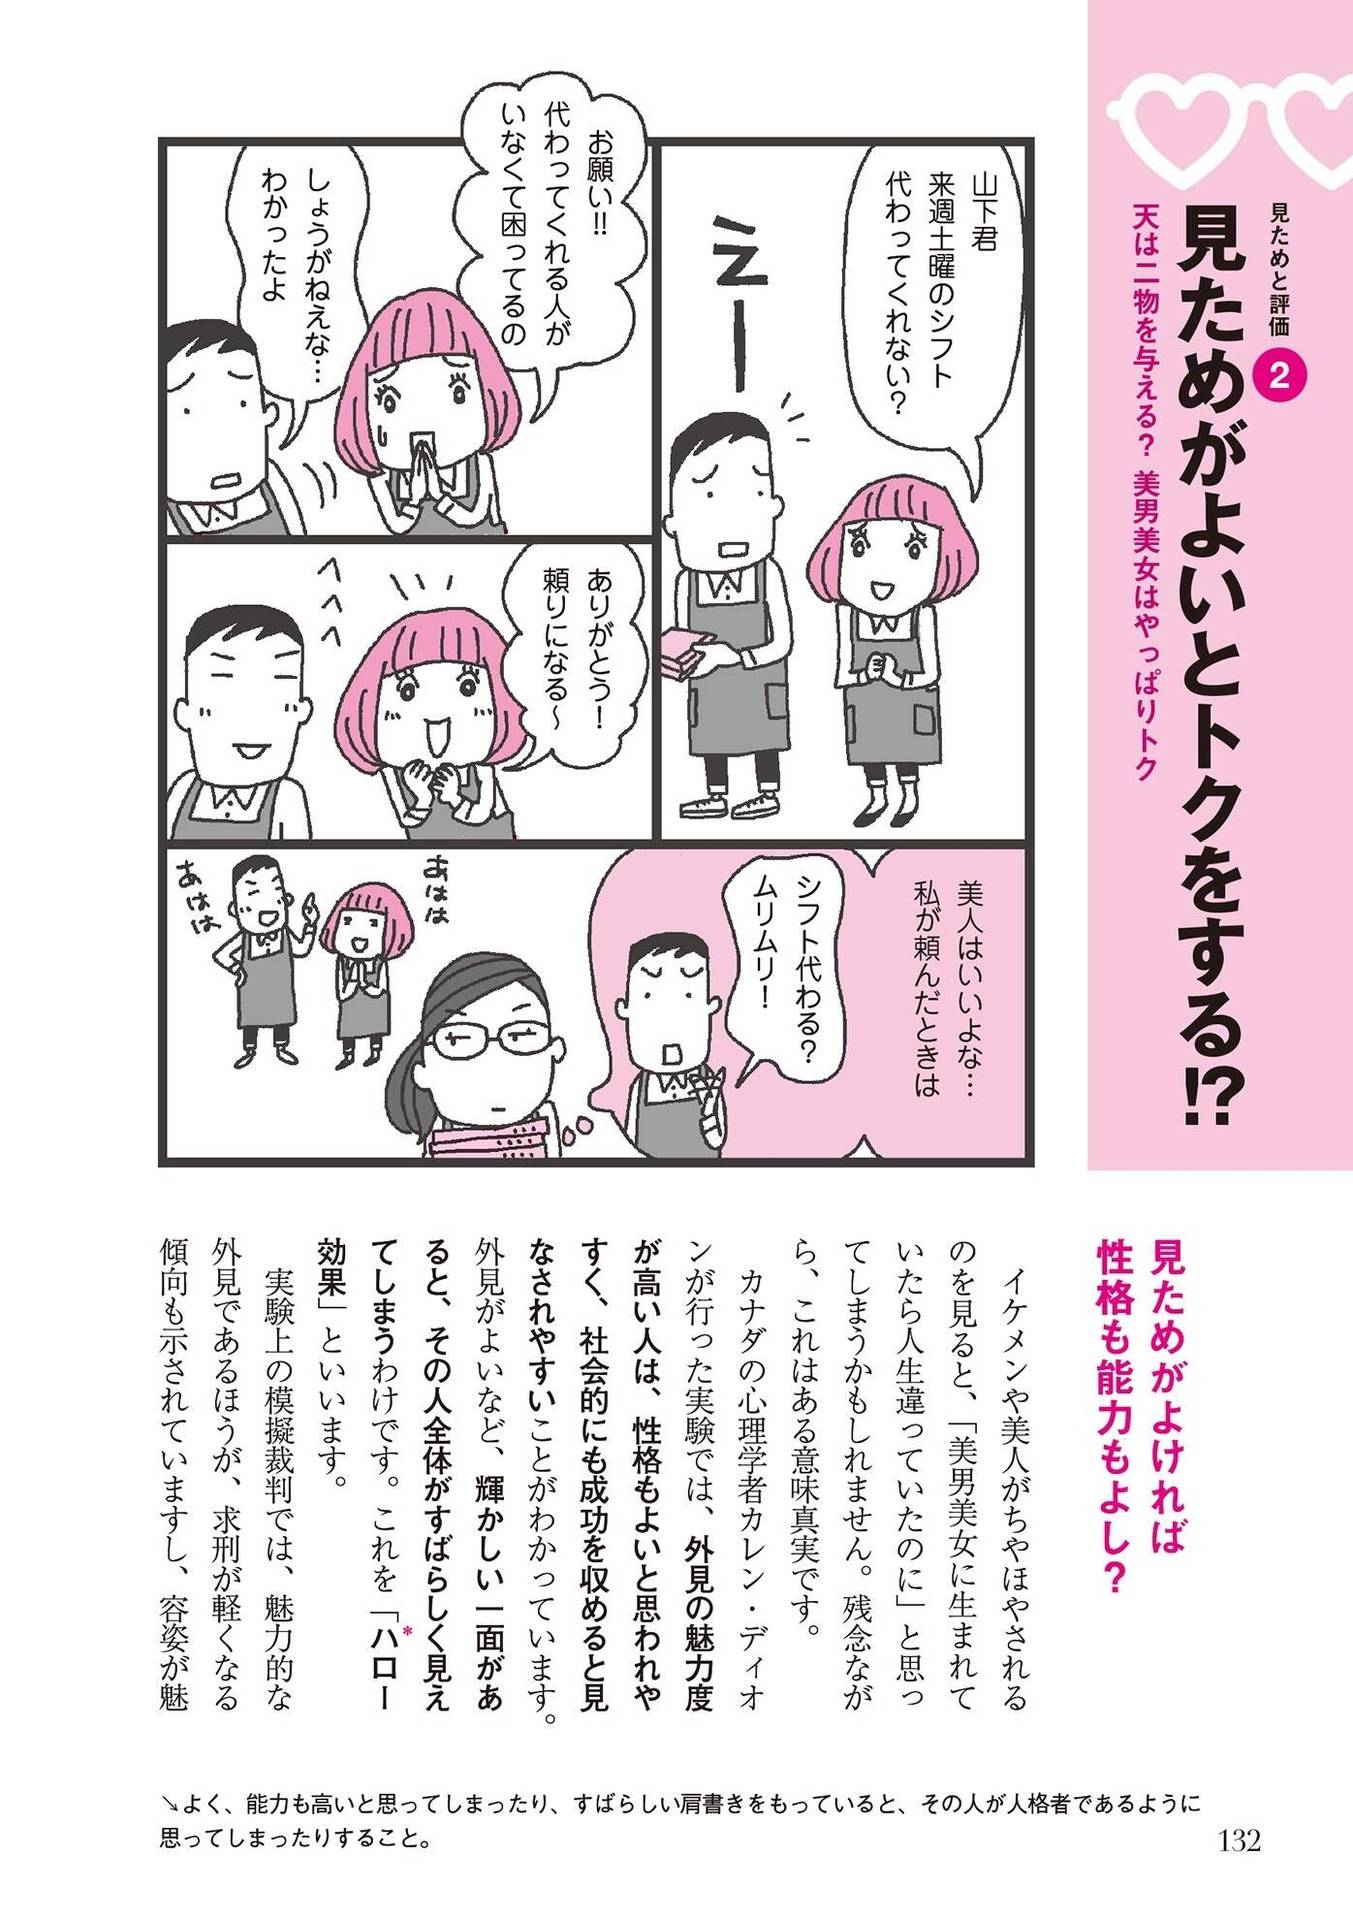 見ためと評価 2
見ためがよいとトクをする!?
天は二物を与える? 美男美女はやっぱりトク
山下君
来週土曜のシフト
代わってくれない?
えー
お願い!!
代わってくれる人が
いなくて困ってるの
しょうがねえな…
わかったよ
ありがとう!
頼りになる〜
へへへ
美人はいいよな…
私が頼んだときは
シフト代わる?
ムリムリ!
あはは
あはは
見ためがよければ
性格も能力もよし?
イケメンや美人がちやほやされる
のを見ると、「美男美女に生まれて
いたら人生違っていたのに」と思っ
てしまうかもしれません。残念なが
ら、これはある意味真実です。
カナダの心理学者カレン・ディオ
ンが行った実験では、外見の魅力度
が高い人は、性格もよいと思われや
すく、社会的にも成功を収めると見
なされやすいことがわかっています。
外見がよいなど、輝かしい一面があ
ると、その人全体がすばらしく見え
てしまうわけです。これを「ハロー*
効果」といいます。
実験上の模擬裁判では、魅力的な
外見であるほうが、求刑が軽くなる
傾向も示されていますし、容姿が魅
↘よく、能力も高いと思ってしまったり、すばらしい肩書きをもっていると、その人が人格者であるように
思ってしまったりすること。
132